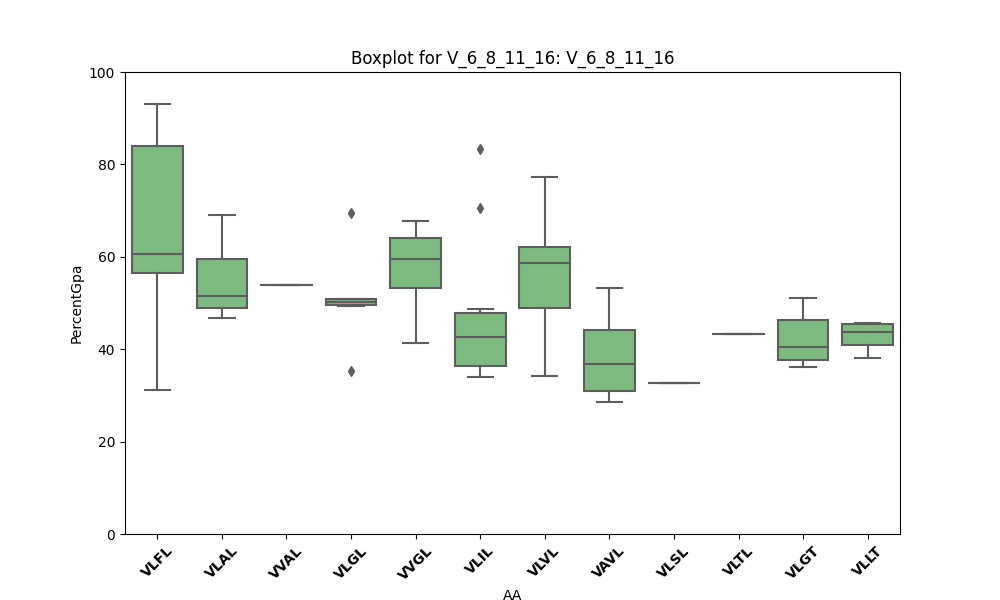 Boxplot for V_6_8_11_16: V_6_8_11_16
PercentGpa
100
80
60
40
20
0
VLFL
VLAL
VVAL
VLGL
VVGL
VLIL
VLVL
VAVL
VLSL
VLTL
VLGT
VLLT
AA